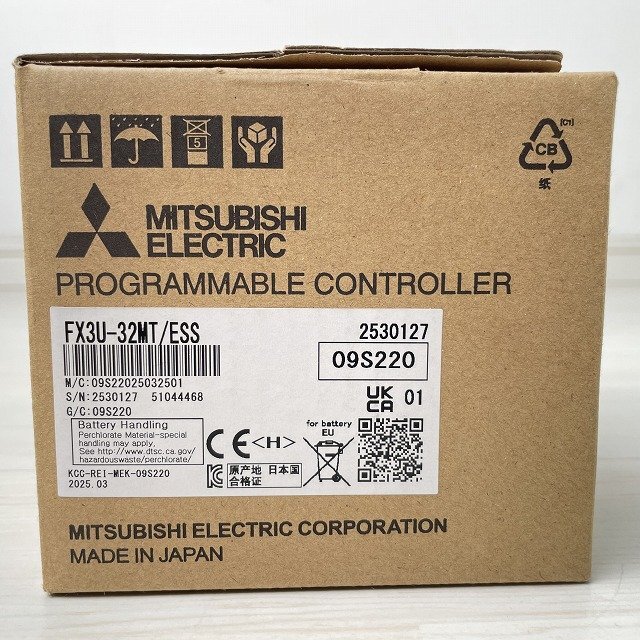 5
[C7]
CB
纸
MITSUBISHI
ELECTRIC
PROGRAMMABLE CONTROLLER
FX3U-32MT/ESS 2530127
09S220
M/C:09S22025032501
S/N:2530127 51044468
G/C:09S220
UK
CA 01
Battery Handling
Perchlorate Material-special
handling may apply.
See http://www.dtsc.ca.gov/
hazardouswaste/perchlorate/
CE <H>
for battery
EU
原产地 日本国
合格证
KCC-REI-MEK-09S220
2025.03
MITSUBISHI ELECTRIC CORPORATION
MADE IN JAPAN